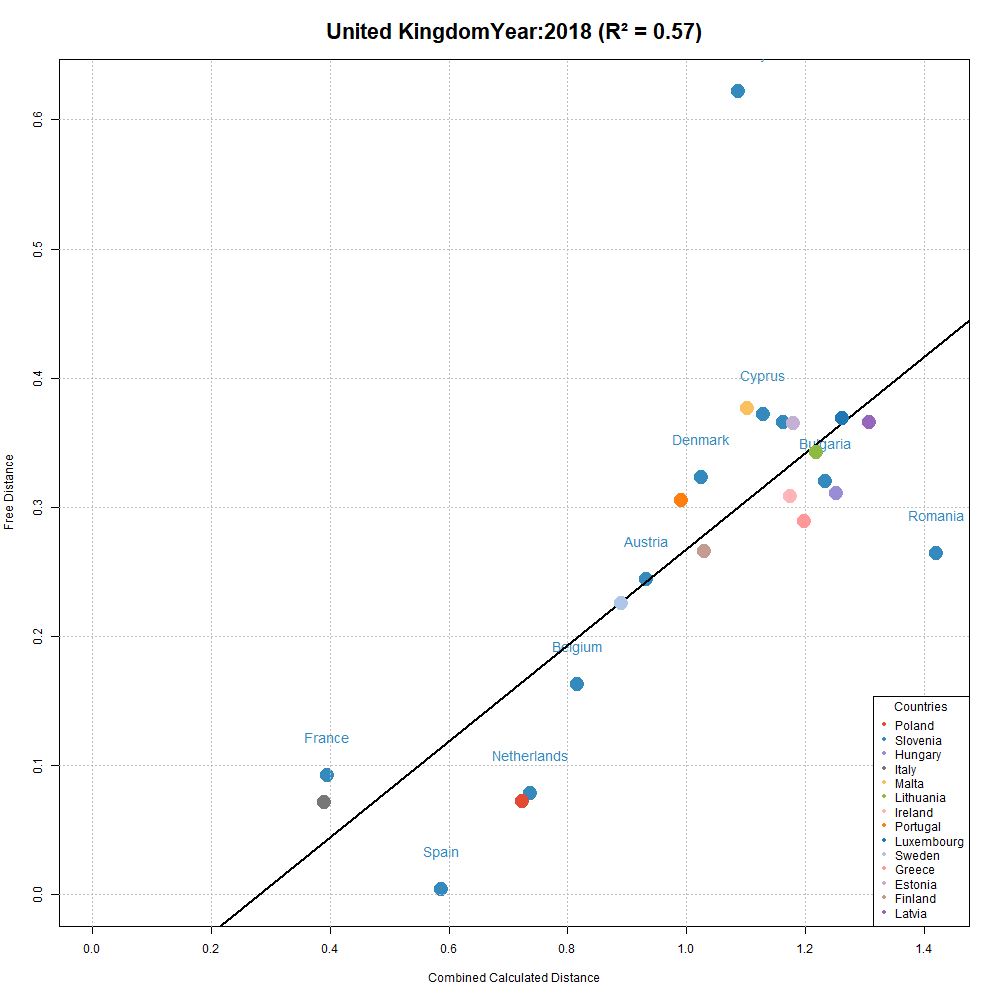 United KingdomYear:2018 (R² = 0.57)
Free Distance
0.6
0.5
0.4
0.3
0.2
0.1
0.0
Cyprus
Denmark
Bulgaria
Romania
Austria
Belgium
France
Netherlands
Spain
Countries
Poland
Slovenia
Hungary
Italy
Malta
Lithuania
Ireland
Portugal
Luxembourg
Sweden
Greece
Estonia
Finland
Latvia
0.0 0.2 0.4 0.6 0.8 1.0 1.2 1.4
Combined Calculated Distance